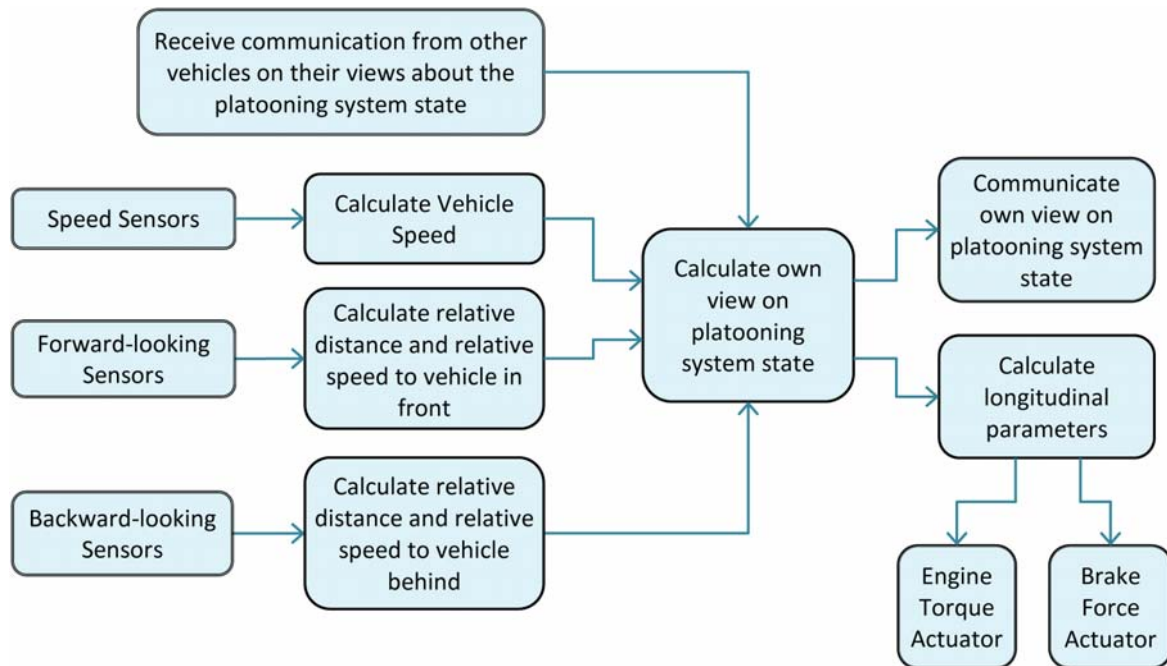 Receive communication from other
vehicles on their views about the
platooning system state
Speed Sensors
Calculate Vehicle
Speed
Forward-looking
Sensors
Calculate relative
distance and relative
speed to vehicle in
front
Backward-looking
Sensors
Calculate relative
distance and relative
speed to vehicle
behind
Calculate own
view on
platooning
system state
Communicate
own view on
platooning system
state
Calculate
longitudinal
parameters
Engine
Torque
Actuator
Brake
Force
Actuator